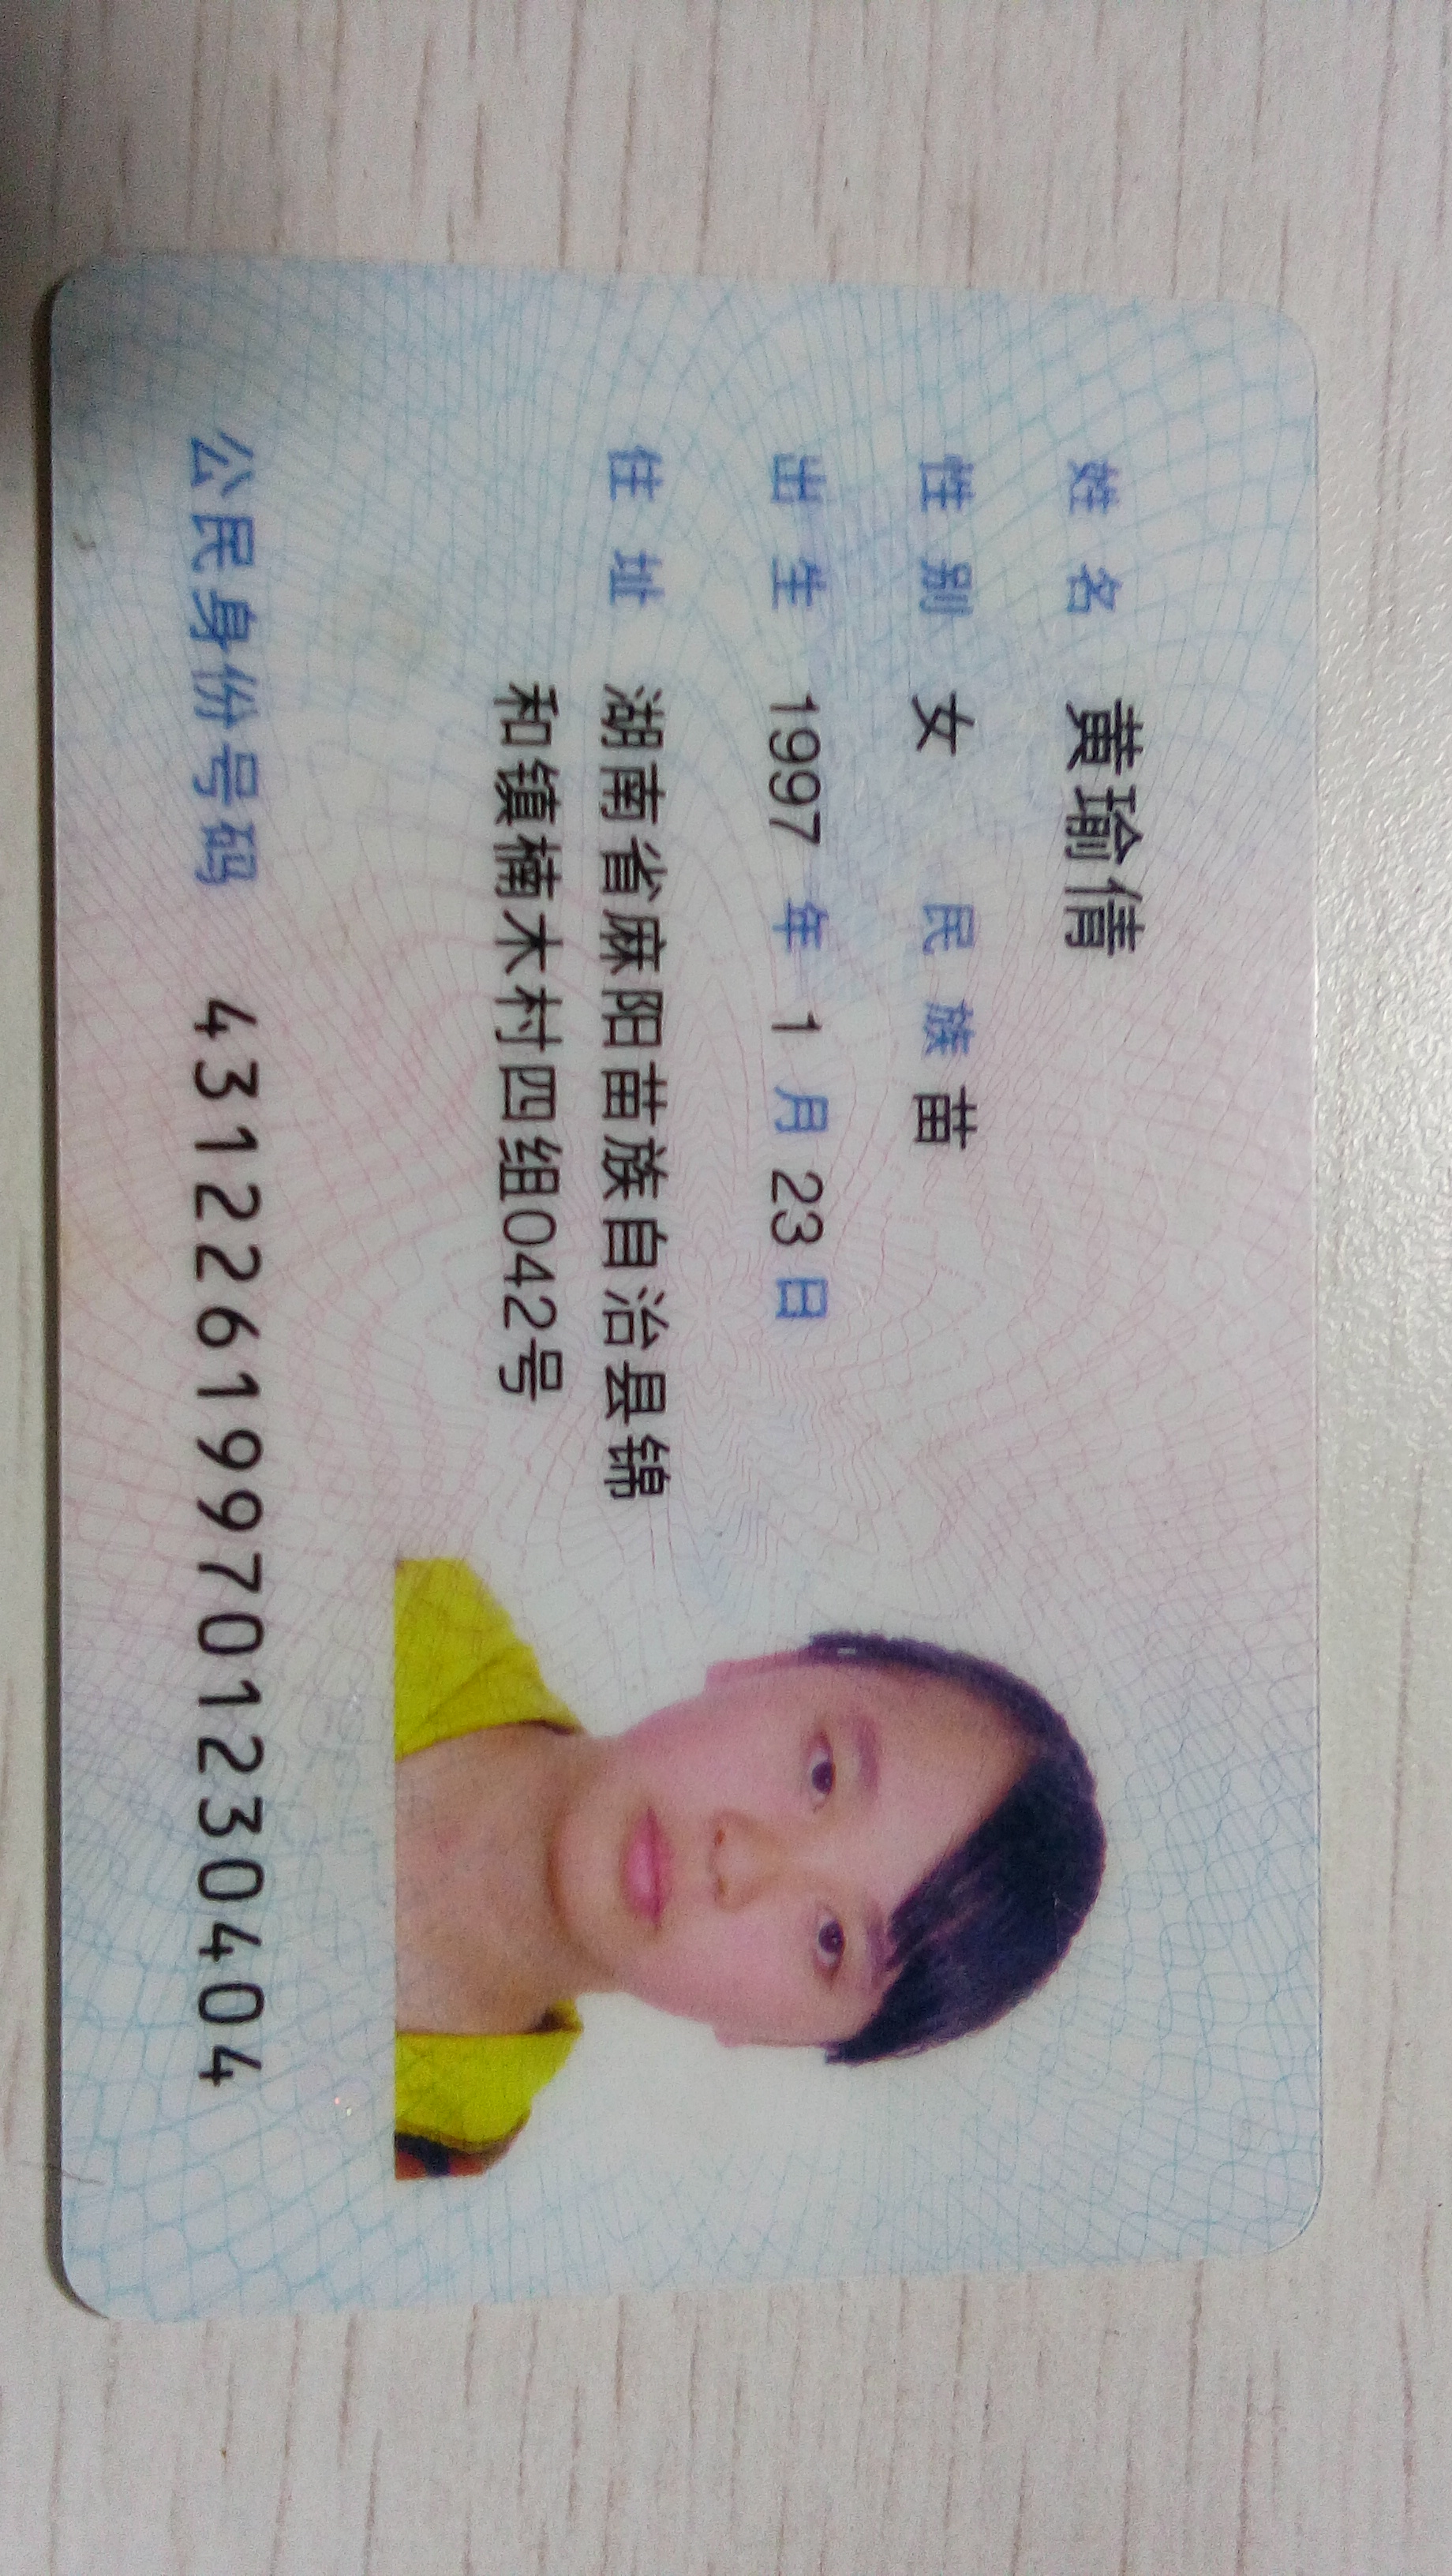 姓名 黄瑜倩
性别 女 民族 苗
出生 1997 年 1 月 23 日
住址 湖南省麻阳苗族自治县锦
和镇楠木村四组042号
公民身份号码 431226199701230404